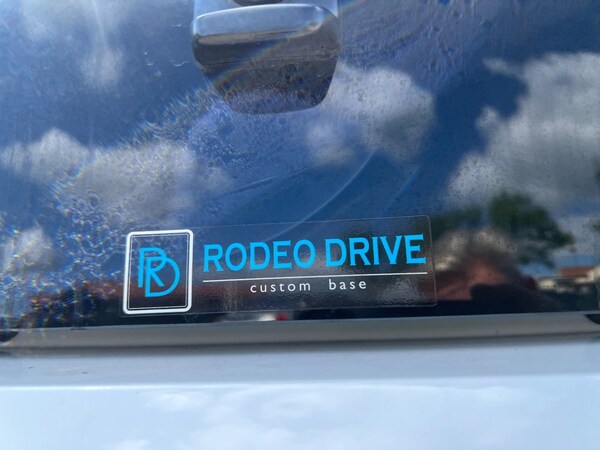 RD
RODEO DRIVE
custom base